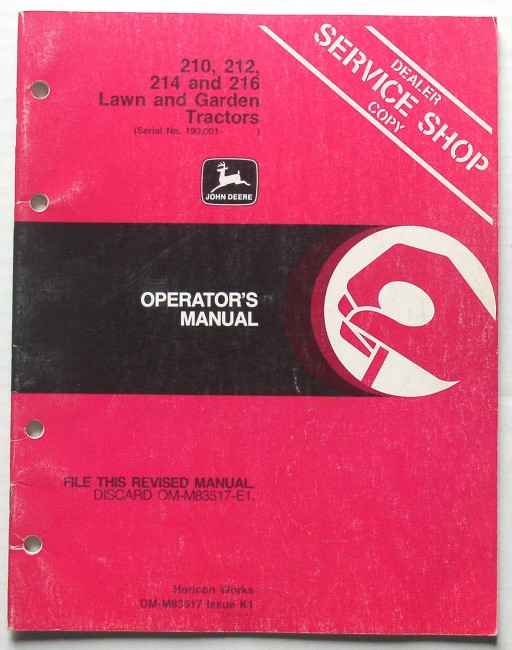 210, 212,
214 and 216
Lawn and Garden
Tractors
(Serial No. 190,001- )
DEALER
SERVICE SHOP
COPY
JOHN DEERE
OPERATOR'S
MANUAL
FILE THIS REVISED MANUAL.
DISCARD OM-M83517-E1.
Horicon Works
OM-M83517 Issue K1